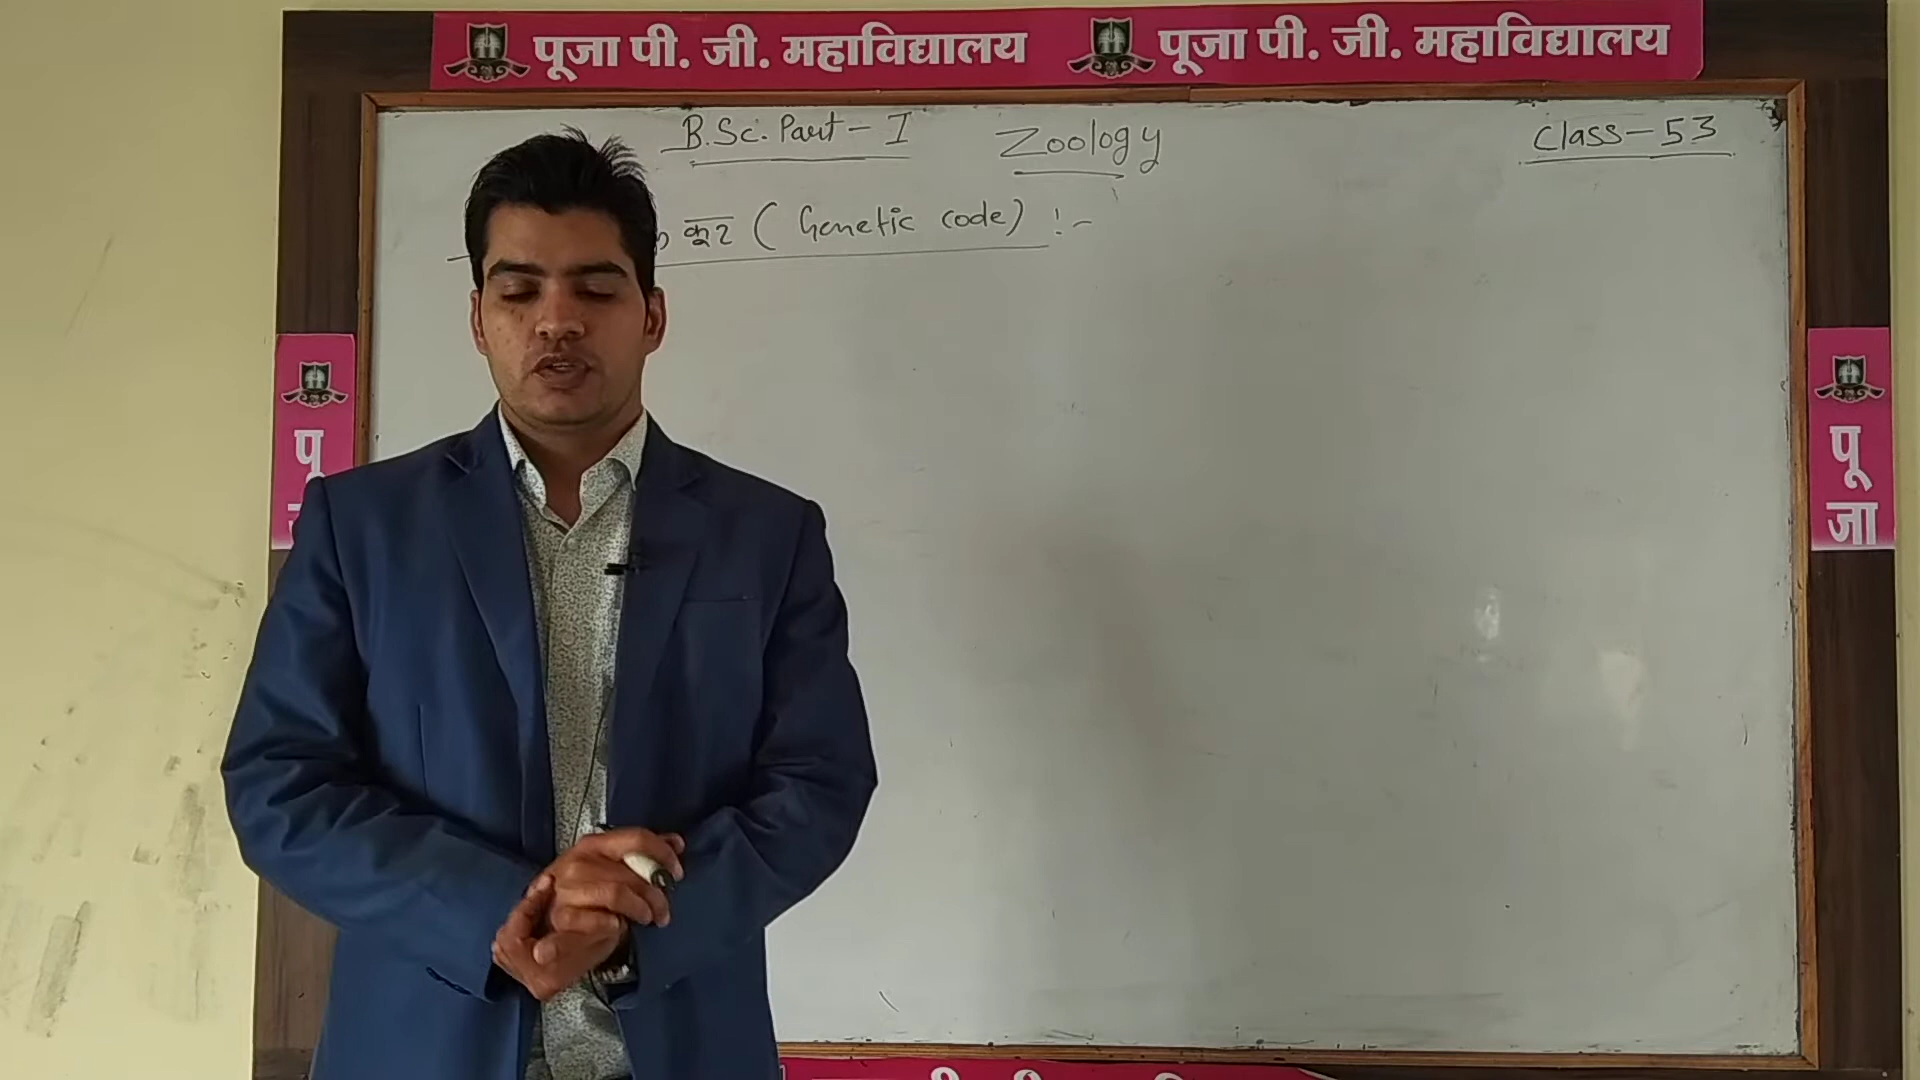 पूजा पी. जी. महाविद्यालय पूजा पी. जी. महाविद्यालय
B.Sc. Part - I Zoology Class - 53
कूट ( Genetic code) :-
पू
पू
जा